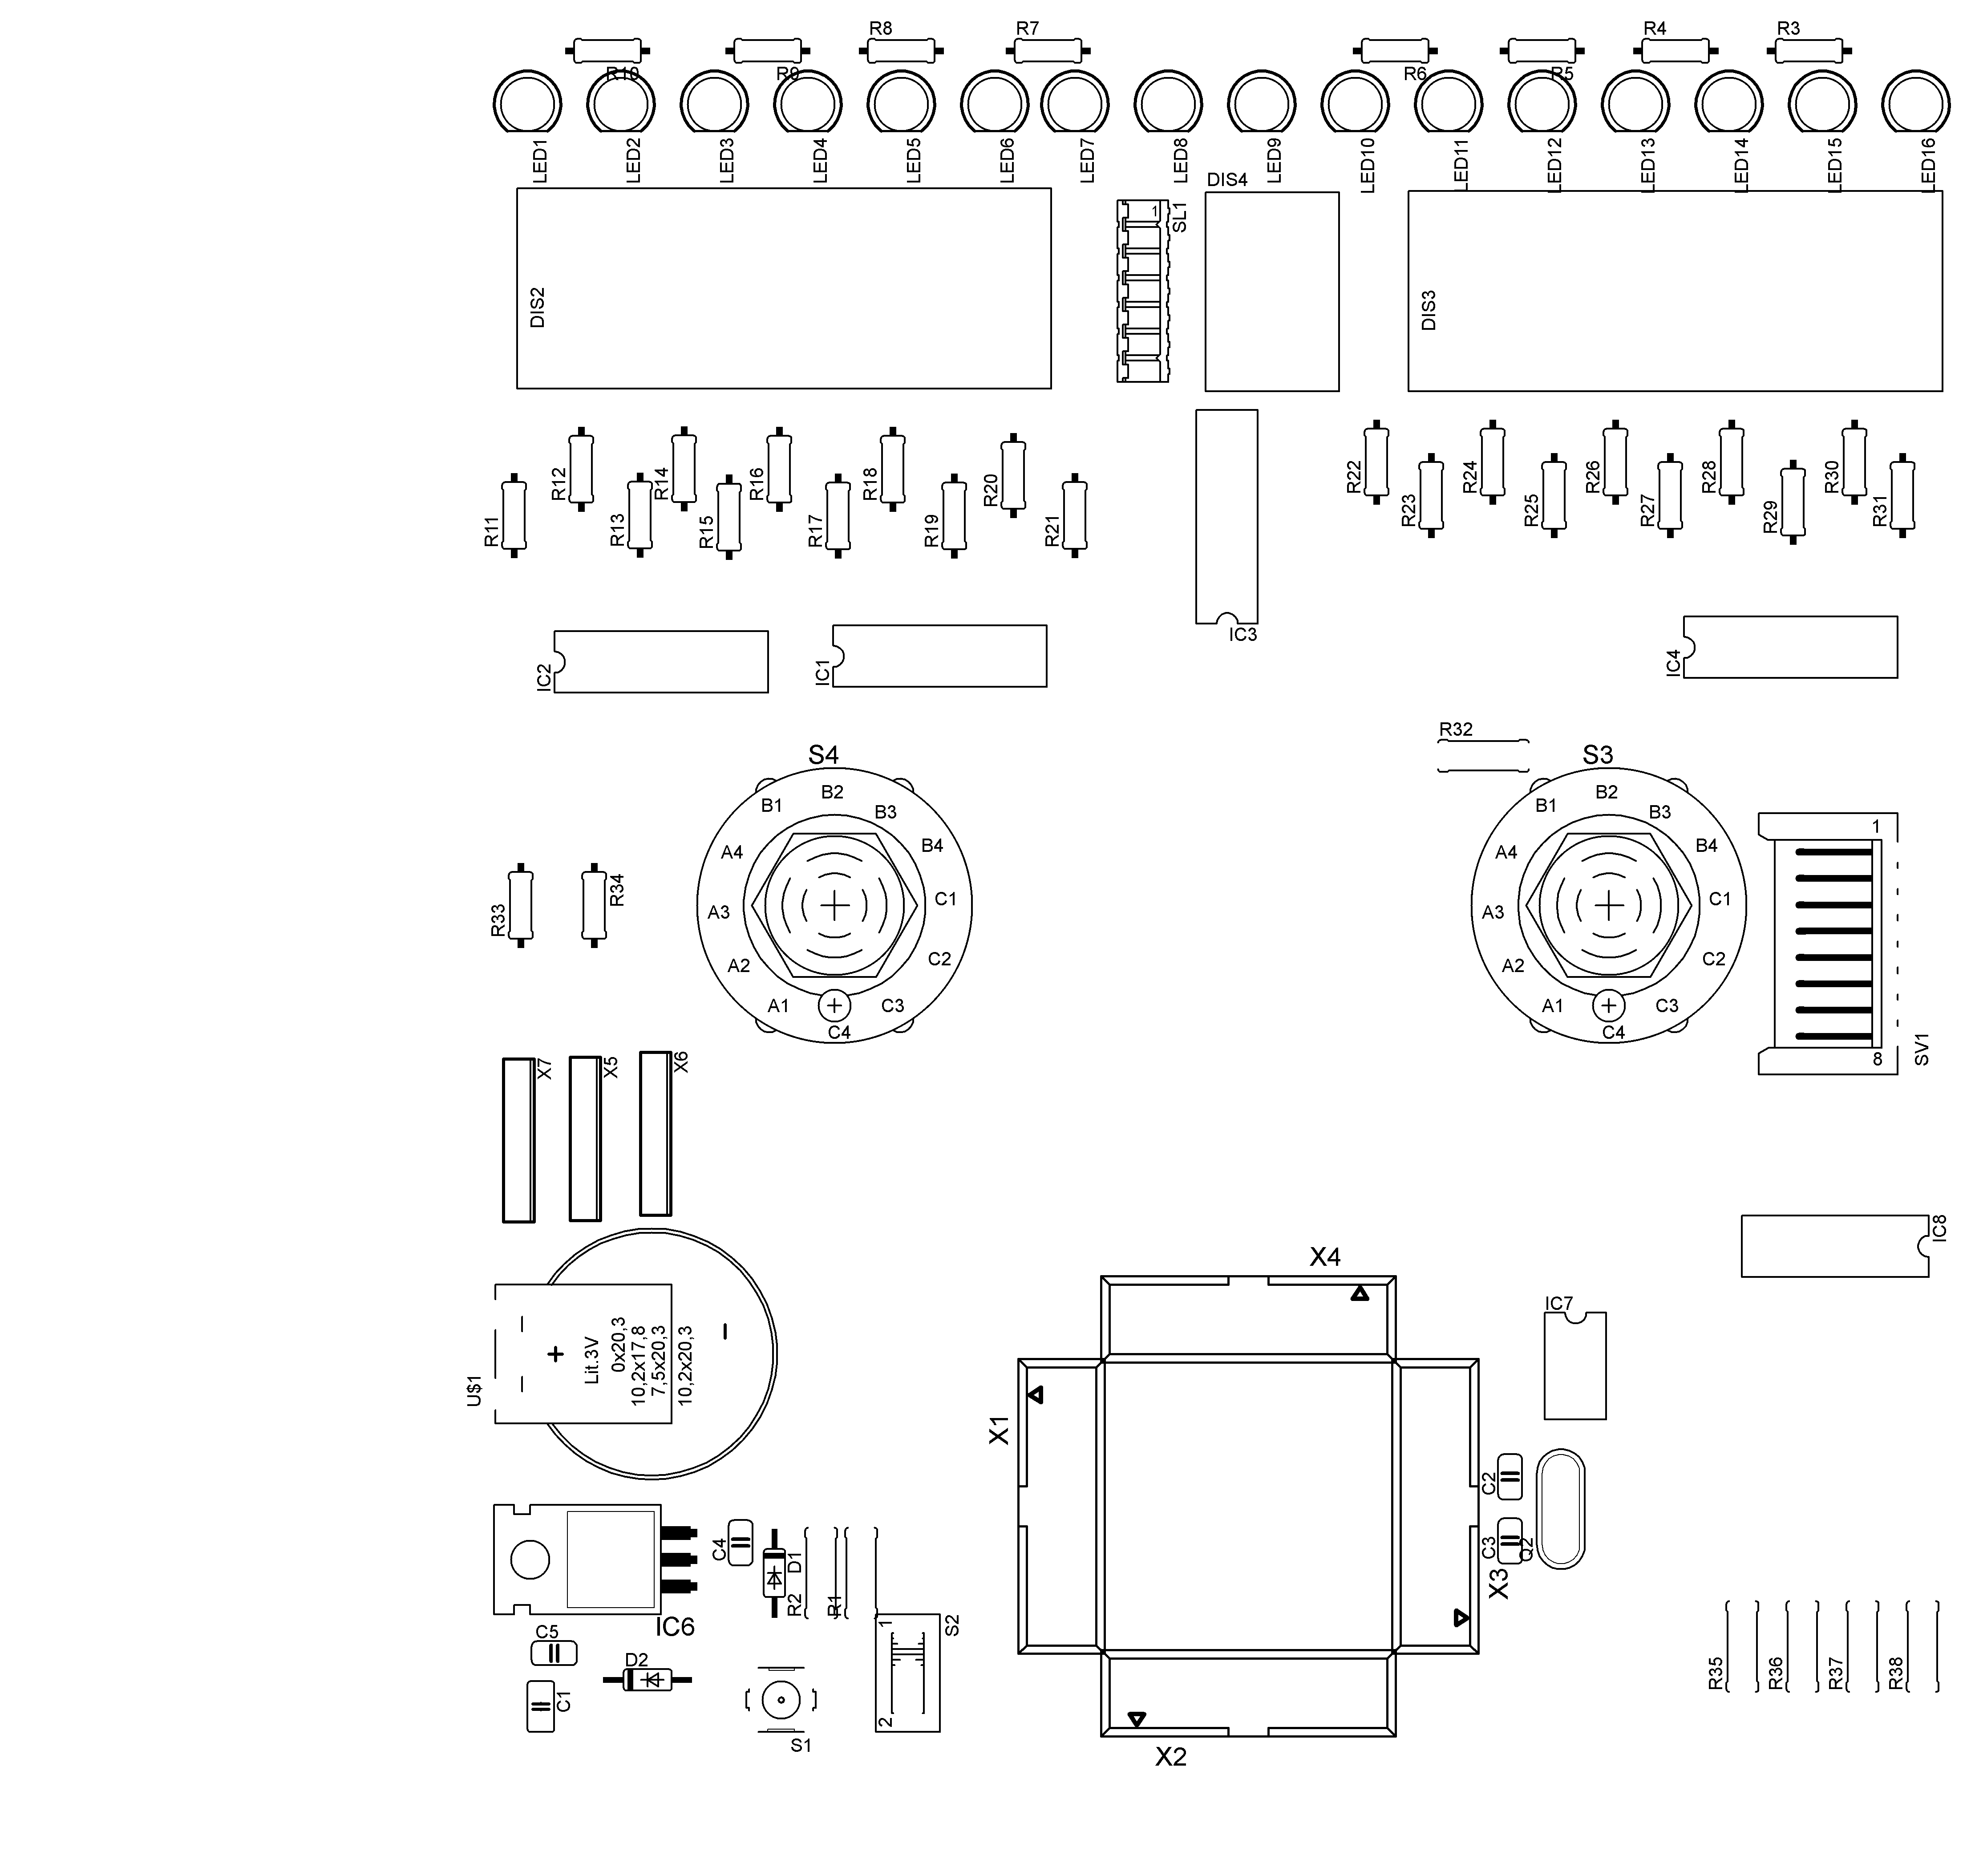 R8
R7
R4
R3
R10
R9
R6
R5
LED1
LED2
LED3
LED4
LED5
LED6
LED7
LED8
LED9
LED10
LED11
LED12
LED13
LED14
LED15
LED16
DIS2
1
SL1
DIS4
DIS3
R11
R12
R13
R14
R15
R16
R17
R18
R19
R20
R21
R22
R23
R24
R25
R26
R27
R28
R29
R30
R31
IC3
IC2
IC1
IC4
R32
S4
B1
B2
B3
B4
A4
A3
A2
A1
C1
C2
C3
C4
S3
B1
B2
B3
B4
A4
A3
A2
A1
C1
C2
C3
C4
1
8
SV1
R33
R34
X7
X5
X6
IC8
U$1
+
Lit.3V
0x20,3
10,2x17,8
7,5x20,3
10,2x20,3
-
X4
X1
X3
X2
IC7
C2
C3
Q2
IC6
C4
D1
R2
R1
1
2
S2
C5
D2
C1
S1
R35
R36
R37
R38